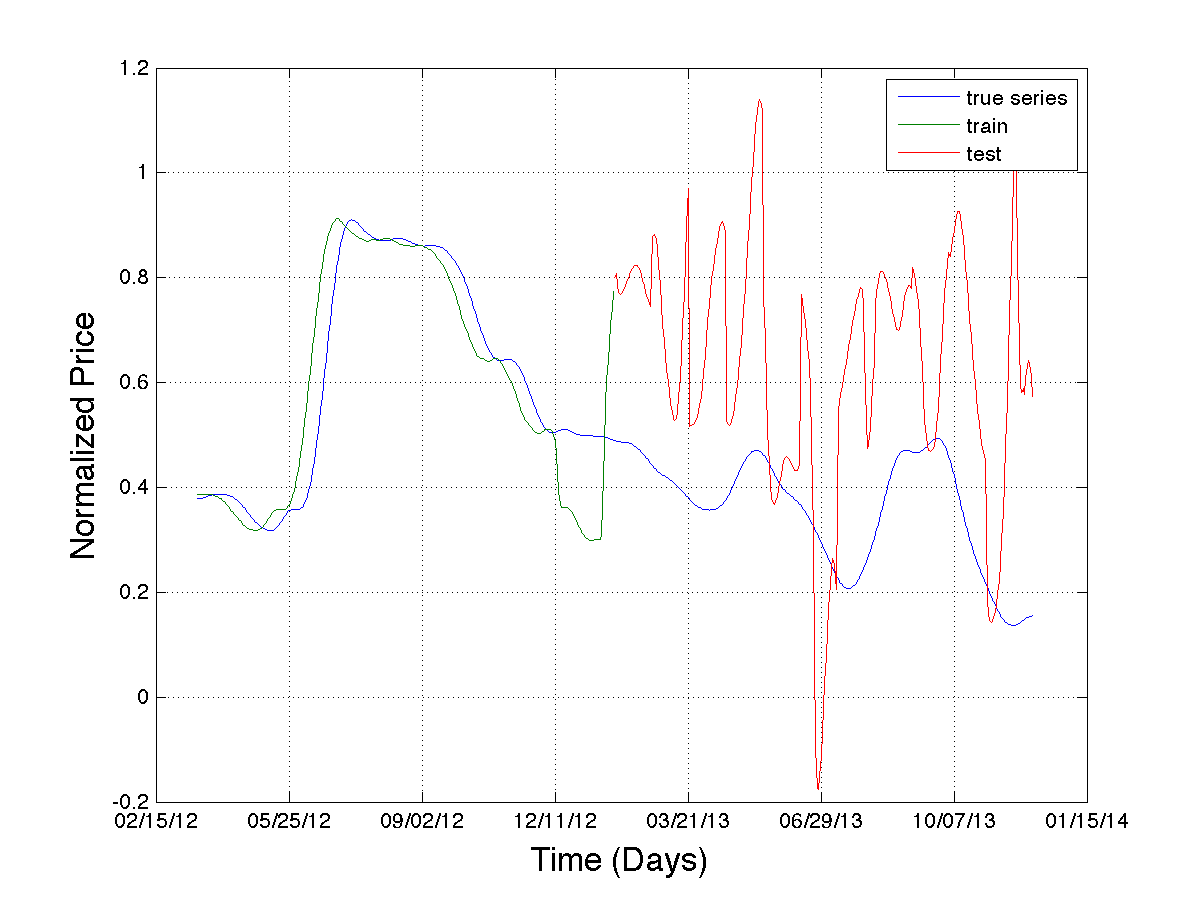 1.2
1
0.8
0.6
0.4
0.2
0
-0.2
Normalized Price
true series
train
test
02/15/12 05/25/12 09/02/12 12/11/12 03/21/13 06/29/13 10/07/13 01/15/14
Time (Days)